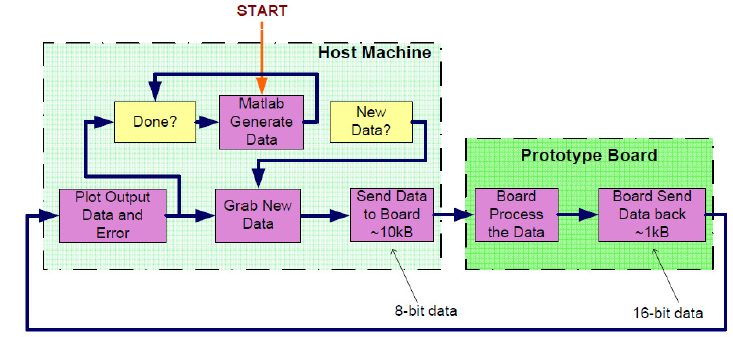 START
Host Machine
Done?
Matlab
Generate
Data
New
Data?
Prototype Board
Plot Output
Data and
Error
Grab New
Data
Send Data
to Board
~10kB
Board
Process
the Data
Board Send
Data back
~1kB
8-bit data
16-bit data